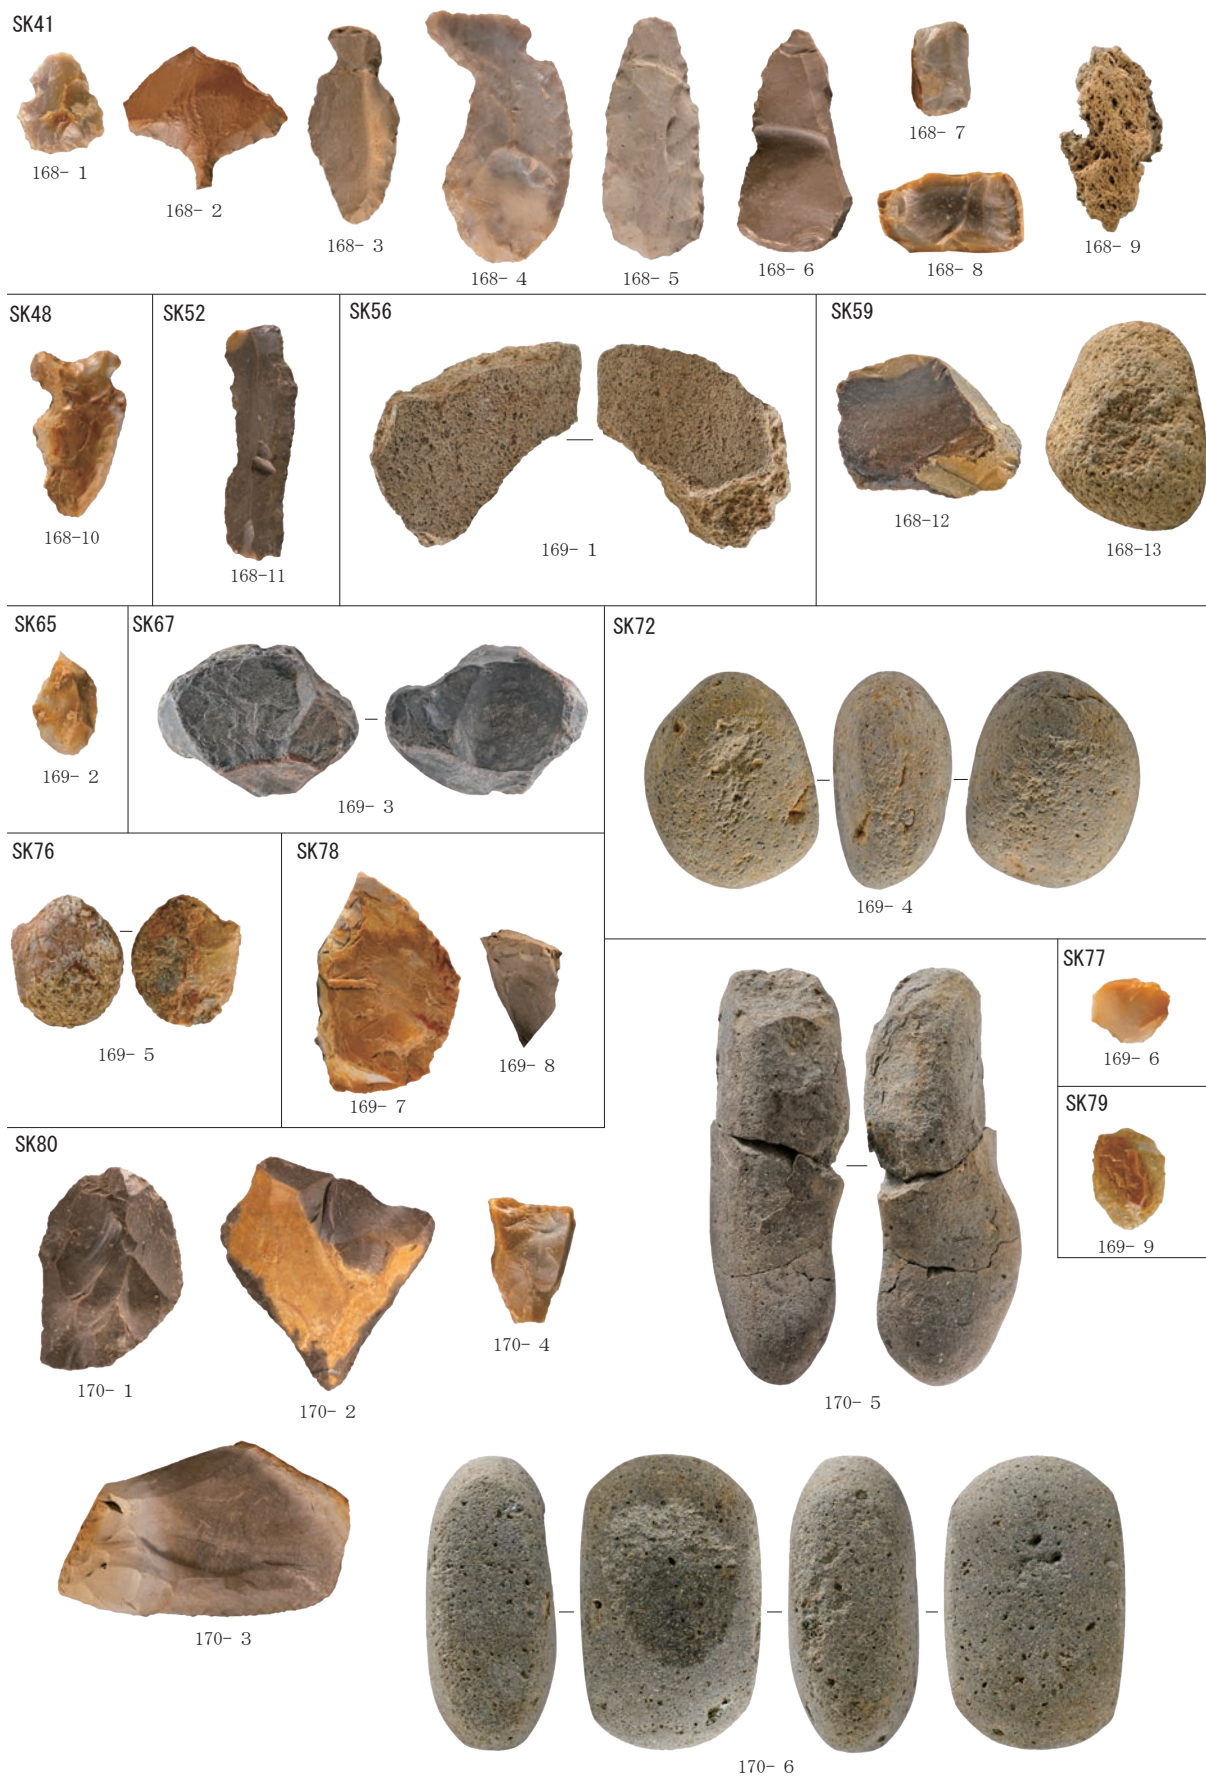 SK41
168- 1
168- 2
168- 3
168- 4
168- 5
168- 6
168- 7
168- 8
168- 9
SK48
168-10
SK52
168-11
SK56
169- 1
SK59
168-12
168-13
SK65
169- 2
SK67
169- 3
SK72
169- 4
SK76
169- 5
SK78
169- 7
169- 8
SK77
169- 6
SK79
169- 9
SK80
170- 1
170- 2
170- 4
170- 5
170- 3
170- 6